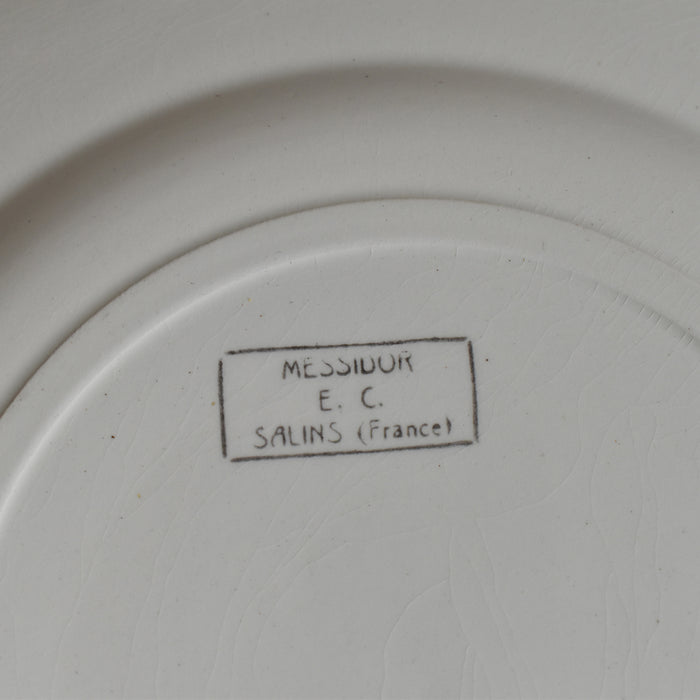 MESSIDOR
E. C.
SALINS (France)